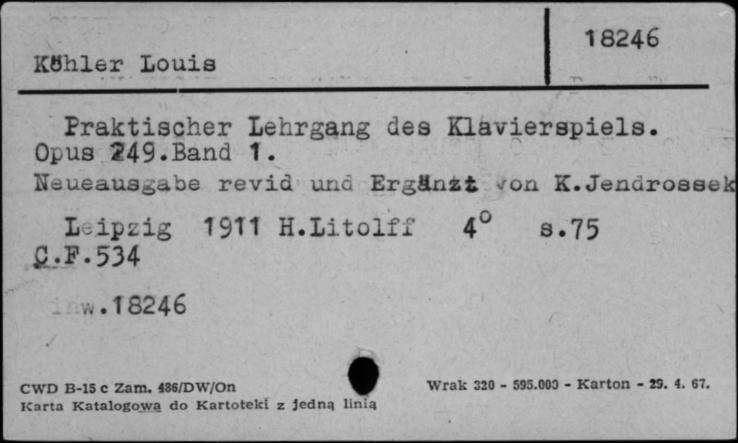 18246
Köhler Louis
Praktischer Lehrgang des Klavierspiels.
Opus 249.Band 1.
Neueausgabe revid und Ergänzt von K.Jendrossek
Leipzig 1911 H.Litolff 4° s.75
C.F.534
inw.18246
CWD B-15 c Zam. 486/DW/On
Wrak 320 - 595.000 - Karton - 29. 4. 67.
Karta Katalogowa do Kartoteki z jedną linią